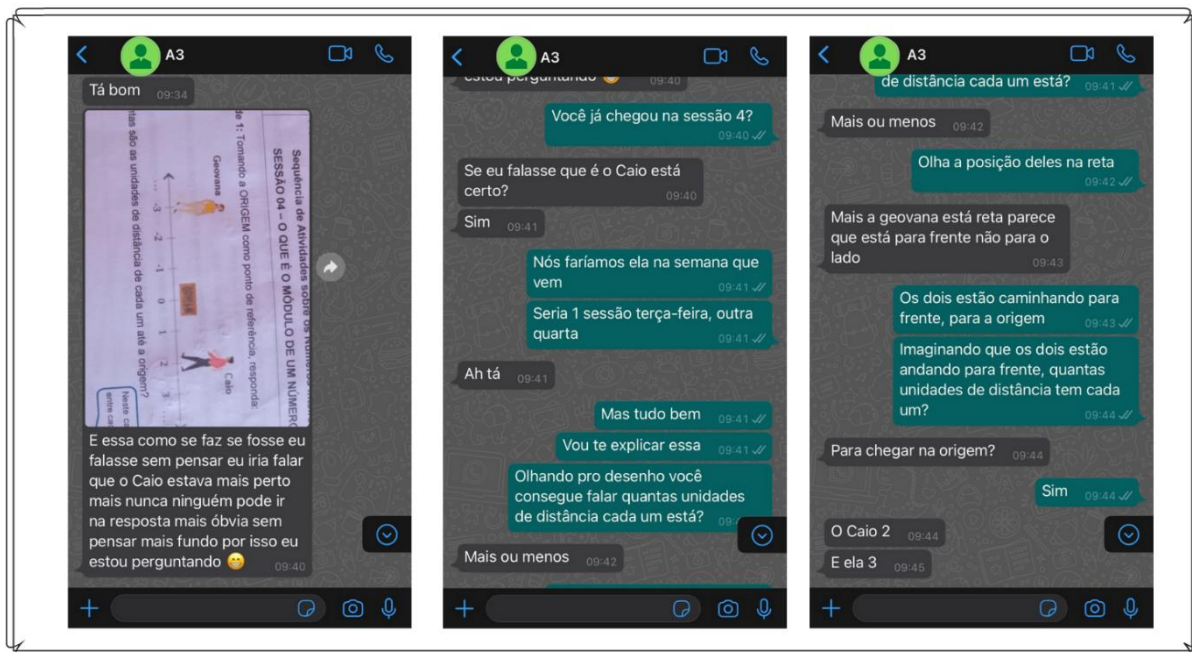 A3
Tá bom 09:34
Sequência de Atividades sobre os Números
SESSÃO 04 – O QUE É O MÓDULO DE UM NÚMERO
de 1: Tomando a ORIGEM como ponto de referência, responda:
Geovana
Caio
... -3 -2 -1 0 1 2 3 ...
são as unidades de distância de cada um até a origem?
E essa como se faz se fosse eu
falasse sem pensar eu iria falar
que o Caio estava mais perto
mais nunca ninguém pode ir
na resposta mais óbvia sem
pensar mais fundo por isso eu
estou perguntando 😁 09:40
A3
estou perguntando 😁 09:40
Você já chegou na sessão 4?
09:40
Se eu falasse que é o Caio está
certo? 09:40
Sim 09:41
Nós faríamos ela na semana que
vem 09:41
Seria 1 sessão terça-feira, outra
quarta 09:41
Ah tá 09:41
Mas tudo bem 09:41
Vou te explicar essa 09:41
Olhando pro desenho você
consegue falar quantas unidades
de distância cada um está?
Mais ou menos 09:42
A3
de distância cada um está? 09:41
Mais ou menos 09:42
Olha a posição deles na reta
09:42
Mais a geovana está reta parece
que está para frente não para o
lado 09:43
Os dois estão caminhando para
frente, para a origem 09:43
Imaginando que os dois estão
andando para frente, quantas
unidades de distância tem cada
um? 09:44
Para chegar na origem? 09:44
Sim 09:44
O Caio 2 09:44
E ela 3 09:45